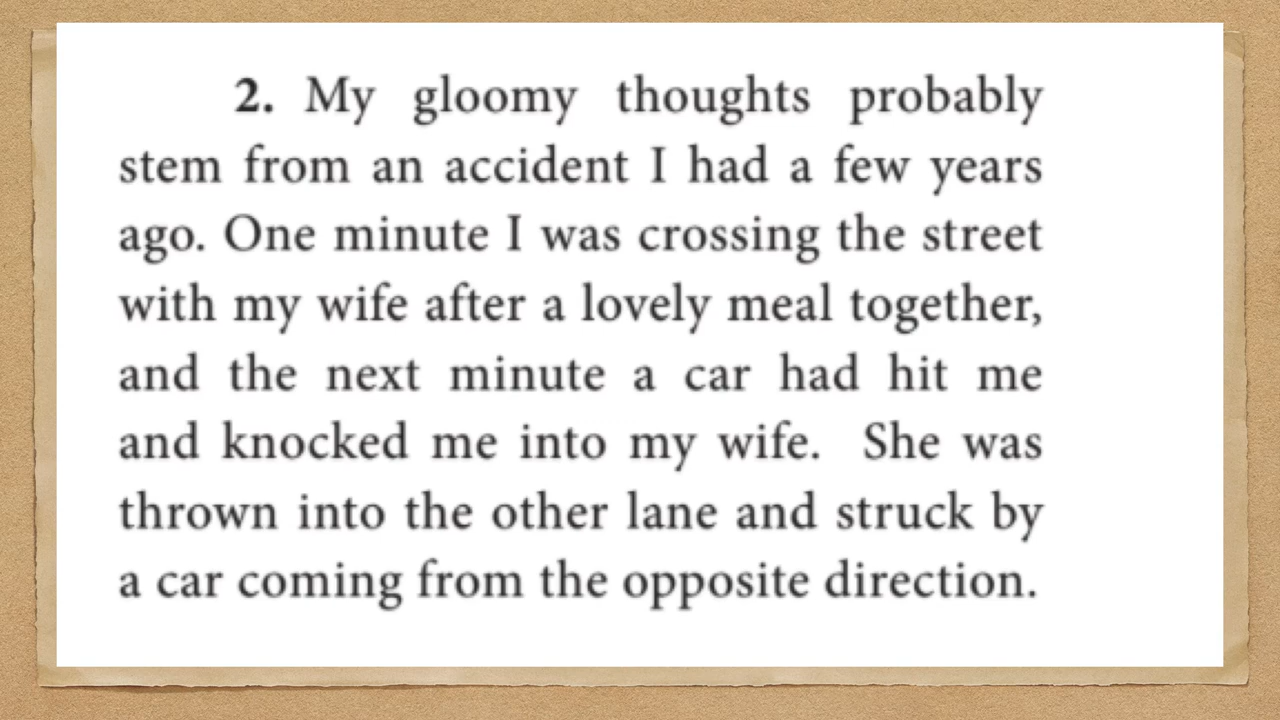 2. My gloomy thoughts probably
stem from an accident I had a few years
ago. One minute I was crossing the street
with my wife after a lovely meal together,
and the next minute a car had hit me
and knocked me into my wife. She was
thrown into the other lane and struck by
a car coming from the opposite direction.